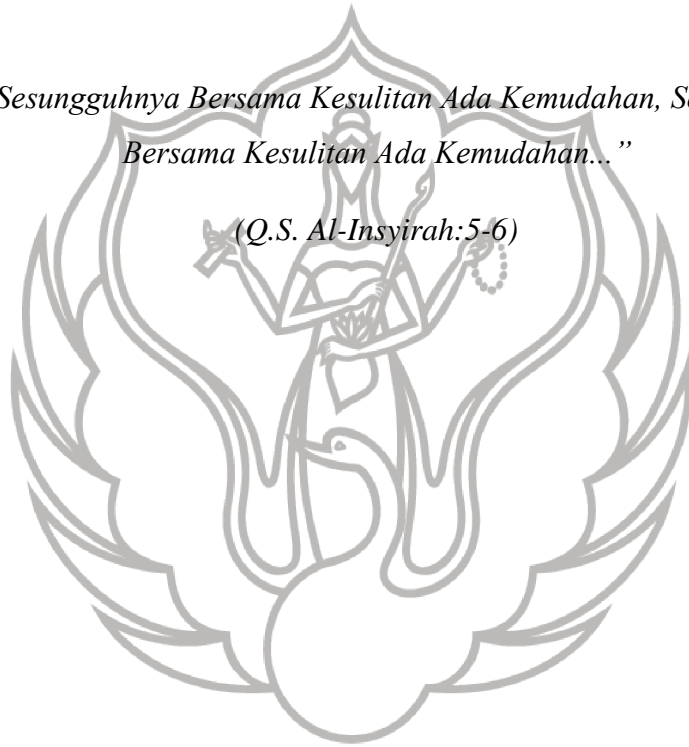 Sesungguhnya Bersama Kesulitan Ada Kemudahan,
Bersama Kesulitan Ada Kemudahan...”
(Q.S. Al-Insyirah:5-6)